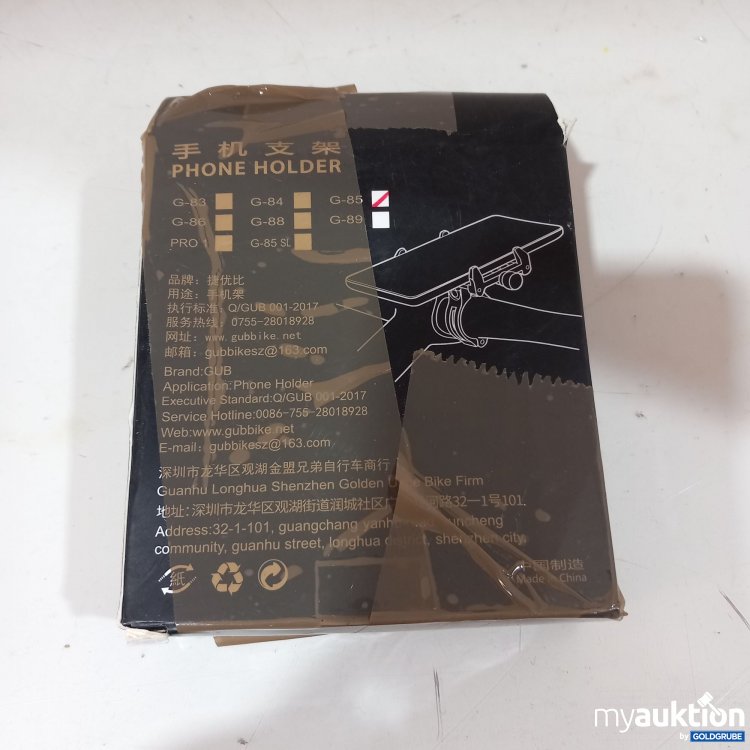 手机支架
PHONE HOLDER
G-83 G-84 G-85
G-86 G-88 G-89
PRO 1 G-85 SL
品牌：捷优比
用途：手机架
执行标准：Q/GUB 001-2017
服务热线：0755-28018928
网址：www.gubbike.net
邮箱：gubbikesz@163.com
Brand:GUB
Application:Phone Holder
Executive Standard:Q/GUB 001-2017
Service Hotline:0086-755-28018928
Web:www.gubbike.net
E-mail：gubbikesz@163.com
深圳市龙华区观湖金盟兄弟自行车商行
Guanhu Longhua Shenzhen Golden Bike Firm
地址：深圳市龙华区观湖街道润城社区 32-1号101.
Address:32-1-101, guangchang
community, guanhu street, longhua district, shenzhen city.
紙
中国制造
Made in China
myauktion
by GOLDGRUBE